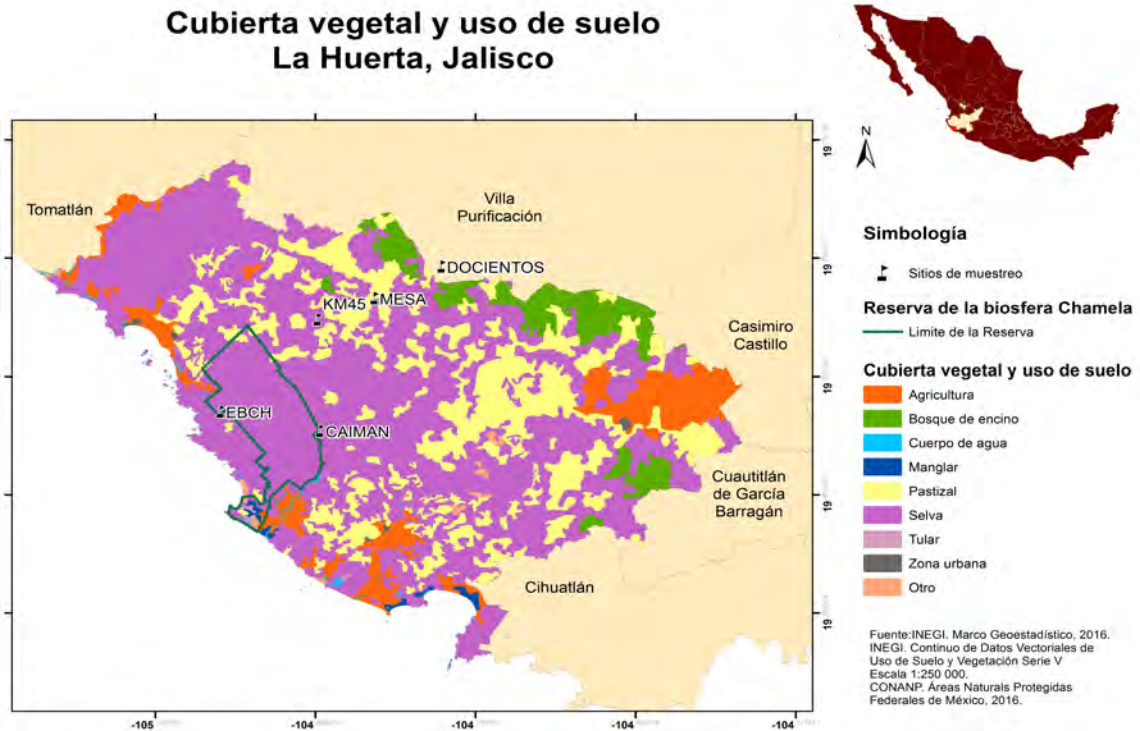 Cubierta vegetal y uso de suelo
La Huerta, Jalisco
N
Tomatlán
Villa
Purificación
DOCIENTOS
KM45
MESA
Casimiro
Castillo
EBCH
CAIMAN
Cuautitlán
de García
Barragán
Cihuatlán
19
19
19
19
19
-105
-104
-104
-104
-104
Simbología
Sitios de muestreo
Reserva de la biosfera Chamela
Limite de la Reserva
Cubierta vegetal y uso de suelo
Agricultura
Bosque de encino
Cuerpo de agua
Manglar
Pastizal
Selva
Tular
Zona urbana
Otro
Fuente:INEGI. Marco Geoestadístico, 2016.
INEGI. Continuo de Datos Vectoriales de
Uso de Suelo y Vegetación Serie V
Escala 1:250 000.
CONANP. Áreas Naturals Protegidas
Federales de México, 2016.